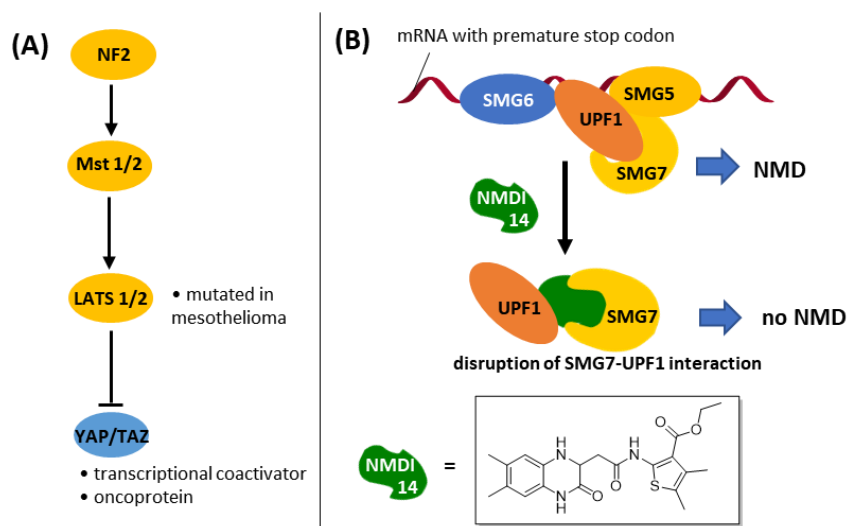 (A)
NF2
Mst 1/2
LATS 1/2
• mutated in
mesothelioma
YAP/TAZ
• transcriptional coactivator
• oncoprotein
(B)
mRNA with premature stop codon
SMG6
SMG5
UPF1
SMG7
NMD
NMDI
14
UPF1
SMG7
no NMD
disruption of SMG7-UPF1 interaction
NMDI
14
=
H
N
N
H
O
O
H
N
S
O
O